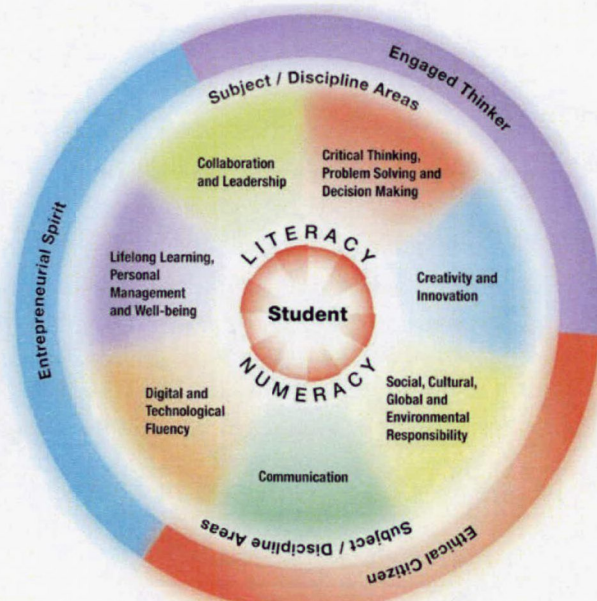 Engaged Thinker
Subject / Discipline Areas
Collaboration
and Leadership
Critical Thinking,
Problem Solving and
Decision Making
Entrepreneurial Spirit
Lifelong Learning,
Personal
Management
and Well-being
LITERACY
Student
NUMERACY
Creativity and
Innovation
Digital and
Technological
Fluency
Social, Cultural,
Global and
Environmental
Responsibility
Communication
Subject / Discipline Areas
Ethical Citizen